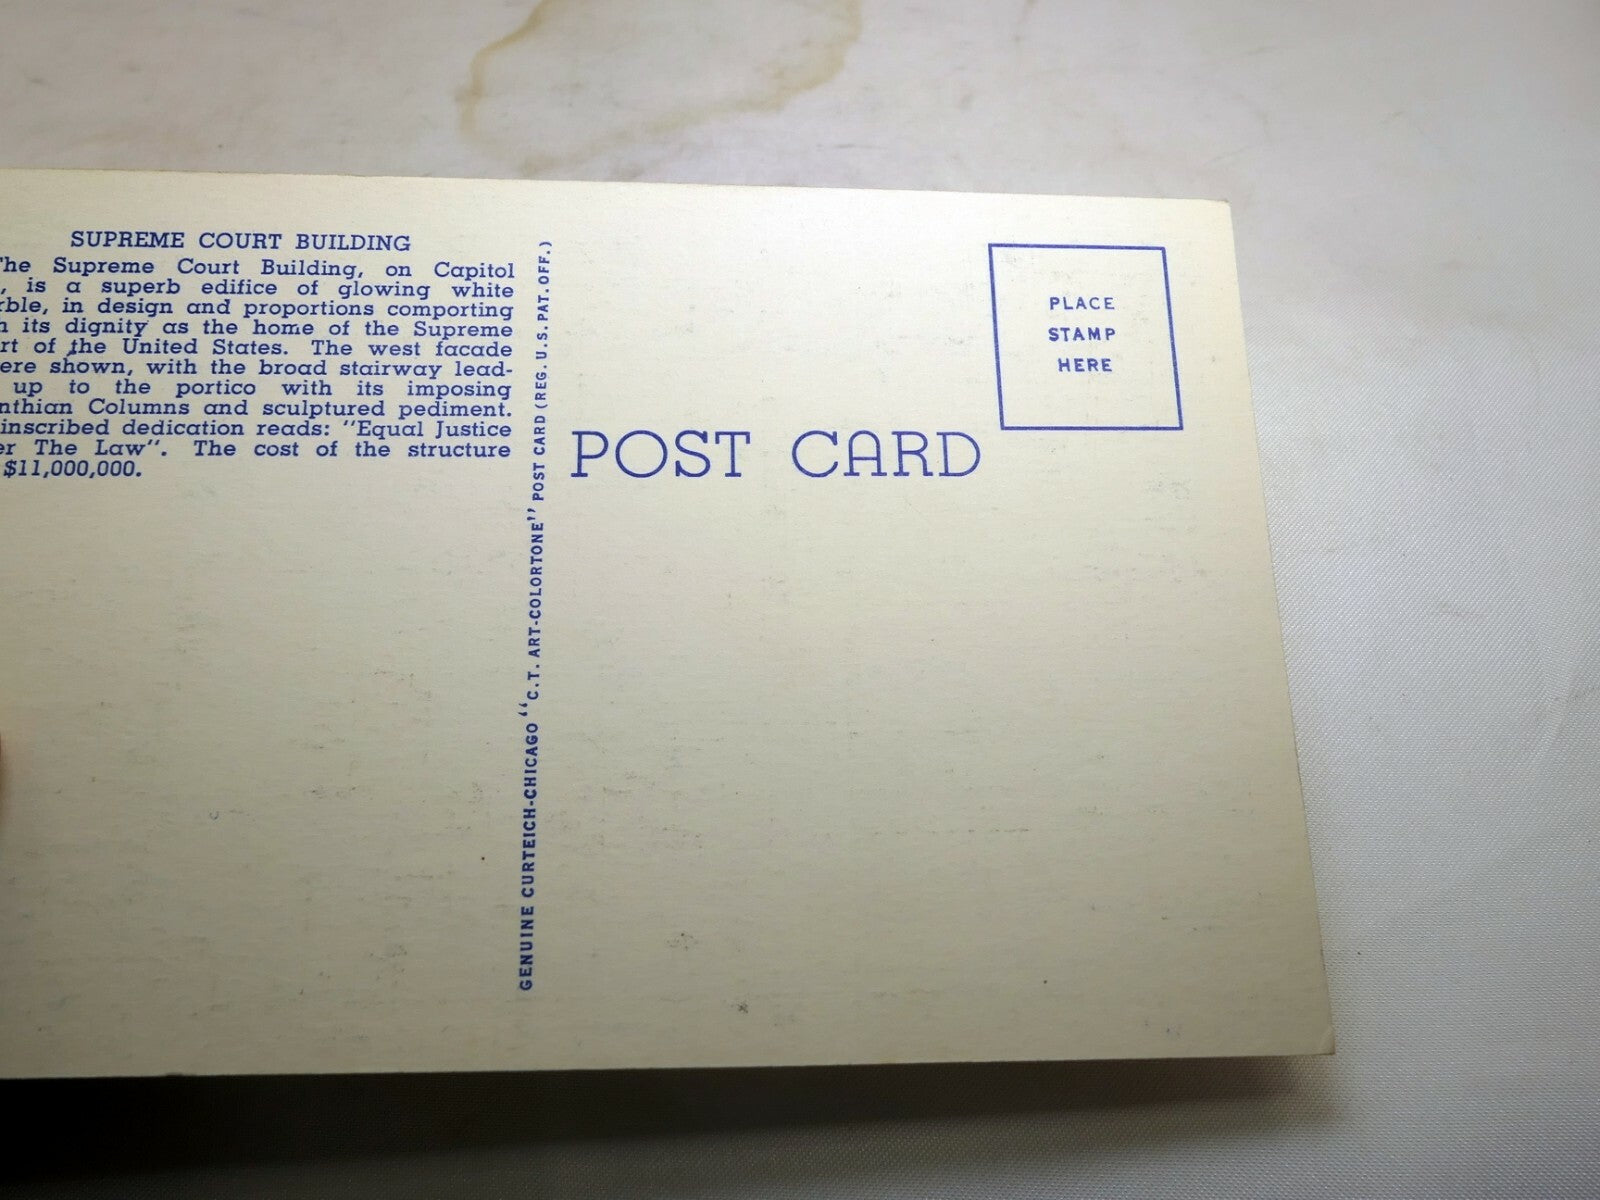 SUPREME COURT BUILDING
The Supreme Court Building, on Capitol
, is a superb edifice of glowing white
rble, in design and proportions comporting
h its dignity as the home of the Supreme
rt of the United States. The west facade
ere shown, with the broad stairway lead-
up to the portico with its imposing
nthian Columns and sculptured pediment.
inscribed dedication reads: "Equal Justice
er The Law". The cost of the structure
$11,000,000.
GENUINE CURTEICH-CHICAGO "C.T. ART-COLORTONE" POST CARD (REG. U.S. PAT. OFF.)
POST CARD
PLACE
STAMP
HERE